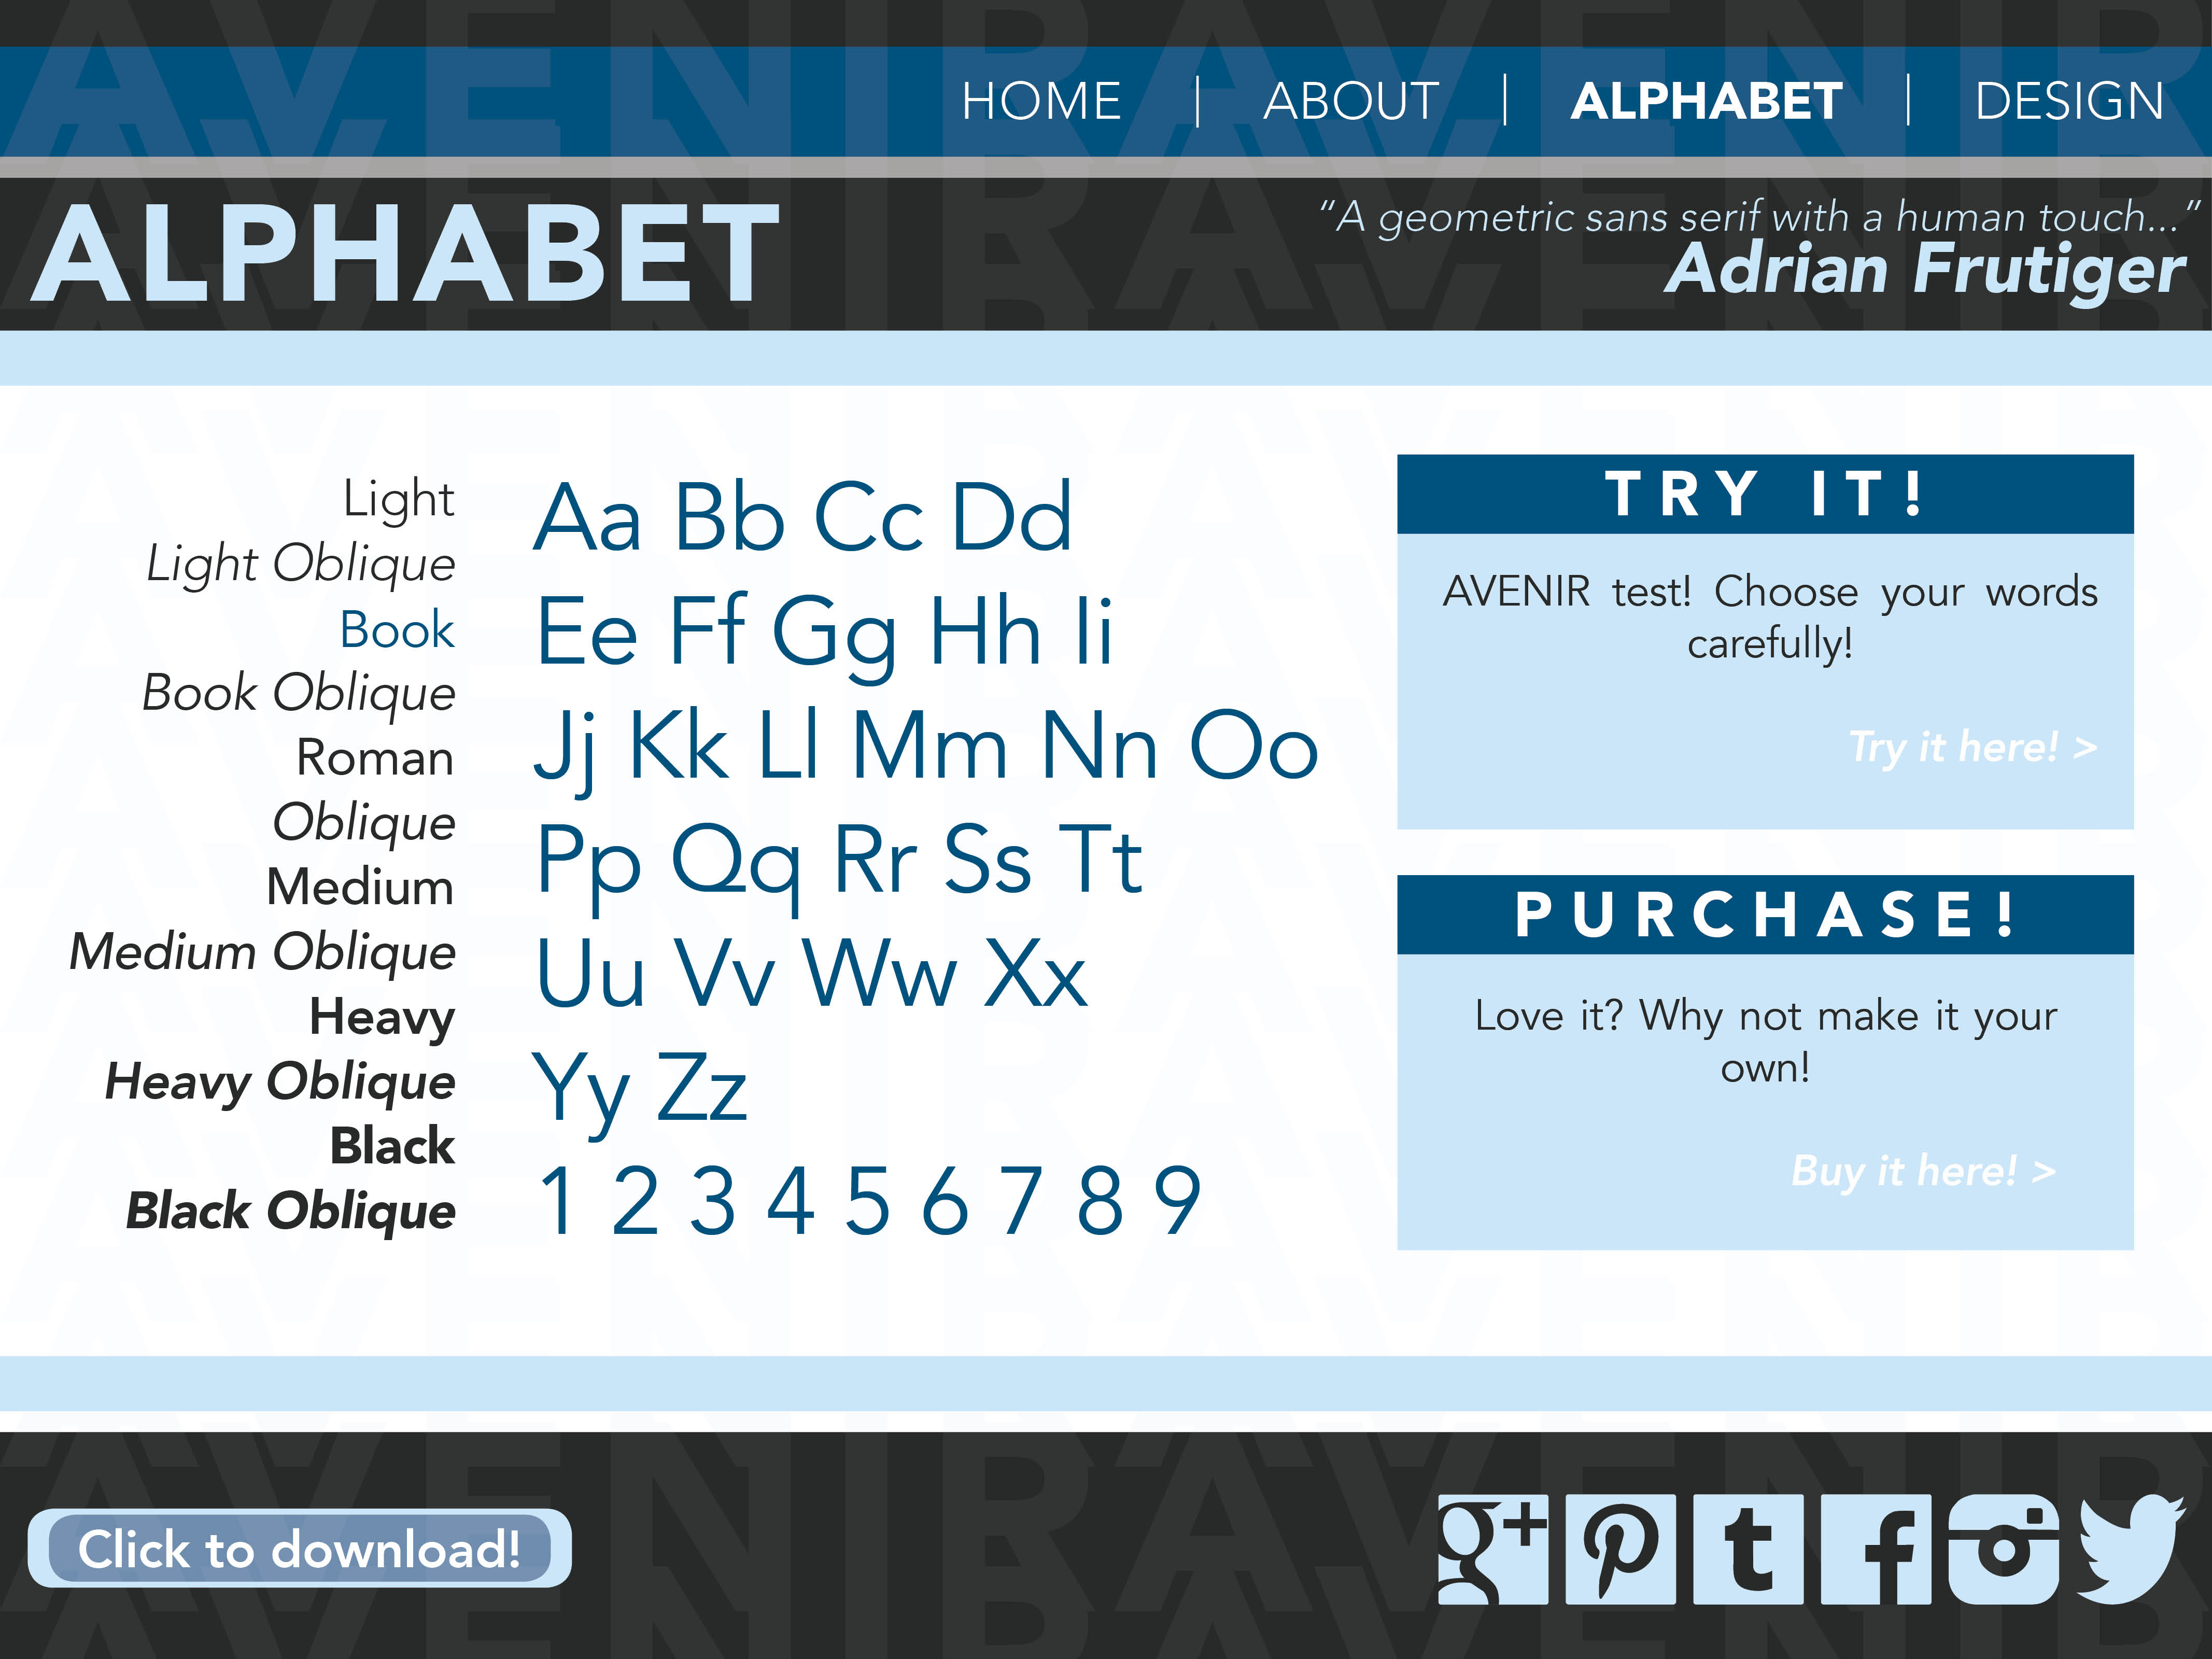 HOME | ABOUT | ALPHABET | DESIGN
ALPHABET
“A geometric sans serif with a human touch...”
Adrian Frutiger
Light
Light Oblique
Book
Book Oblique
Roman
Oblique
Medium
Medium Oblique
Heavy
Heavy Oblique
Black
Black Oblique
Aa Bb Cc Dd
Ee Ff Gg Hh Ii
Jj Kk Ll Mm Nn Oo
Pp Qq Rr Ss Tt
Uu Vv Ww Xx
Yy Zz
1 2 3 4 5 6 7 8 9
TRY IT!
AVENIR test! Choose your words
carefully!
Try it here! >
PURCHASE!
Love it? Why not make it your
own!
Buy it here! >
Click to download!
g+ t f